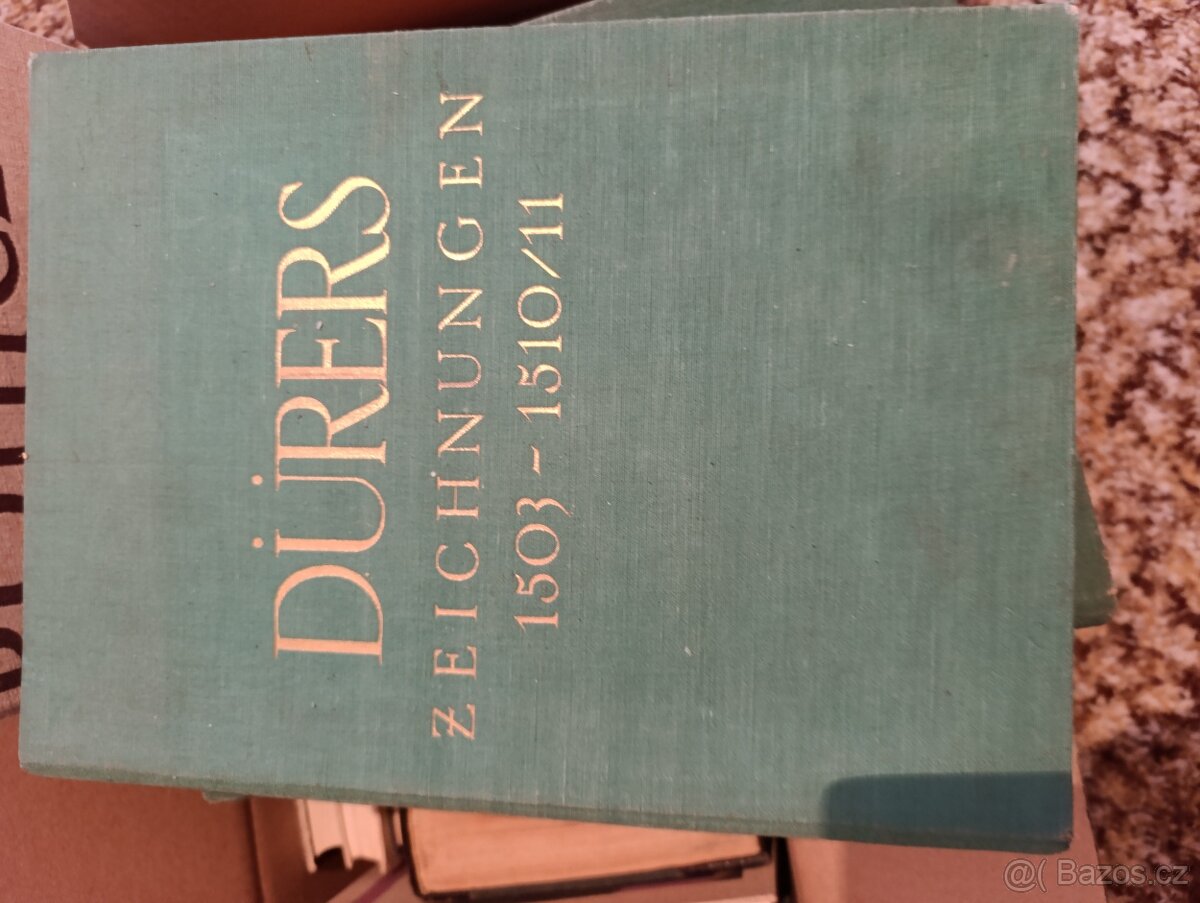 DÜRERS
ZEICHNUNGEN
1503 - 1510/11
@( Bazos.cz